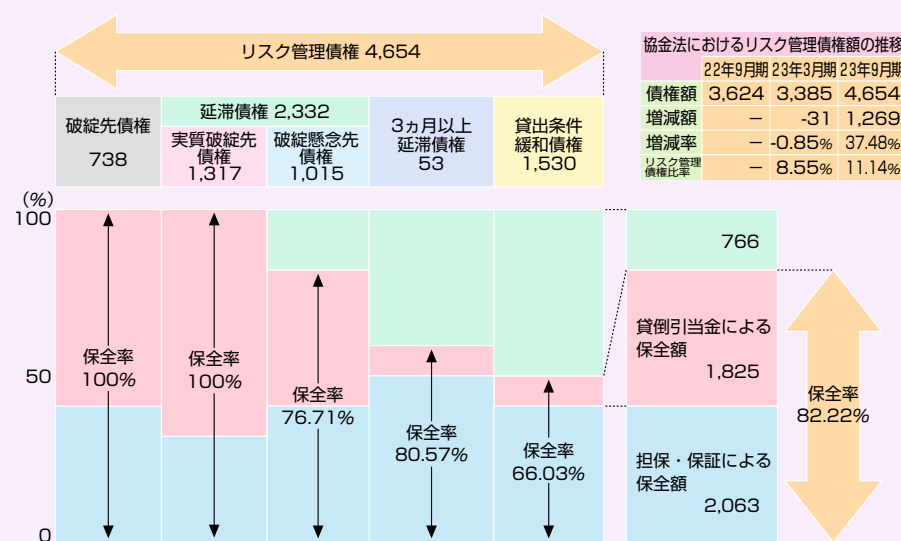 リスク管理債権 4,654
協金法におけるリスク管理債権額の推移
22年9月期 23年3月期 23年9月期
債権額 3,624 3,385 4,654
増減額 － -31 1,269
増減率 － -0.85% 37.48%
リスク管理
債権比率 － 8.55% 11.14%
破綻先債権
738
延滞債権 2,332
実質破綻先
債権
1,317
破綻懸念先
債権
1,015
3ヵ月以上
延滞債権
53
貸出条件
緩和債権
1,530
(%)
100
50
0
保全率
100%
保全率
100%
保全率
76.71%
保全率
80.57%
保全率
66.03%
766
貸倒引当金による
保全額
1,825
担保・保証による
保全額
2,063
保全率
82.22%